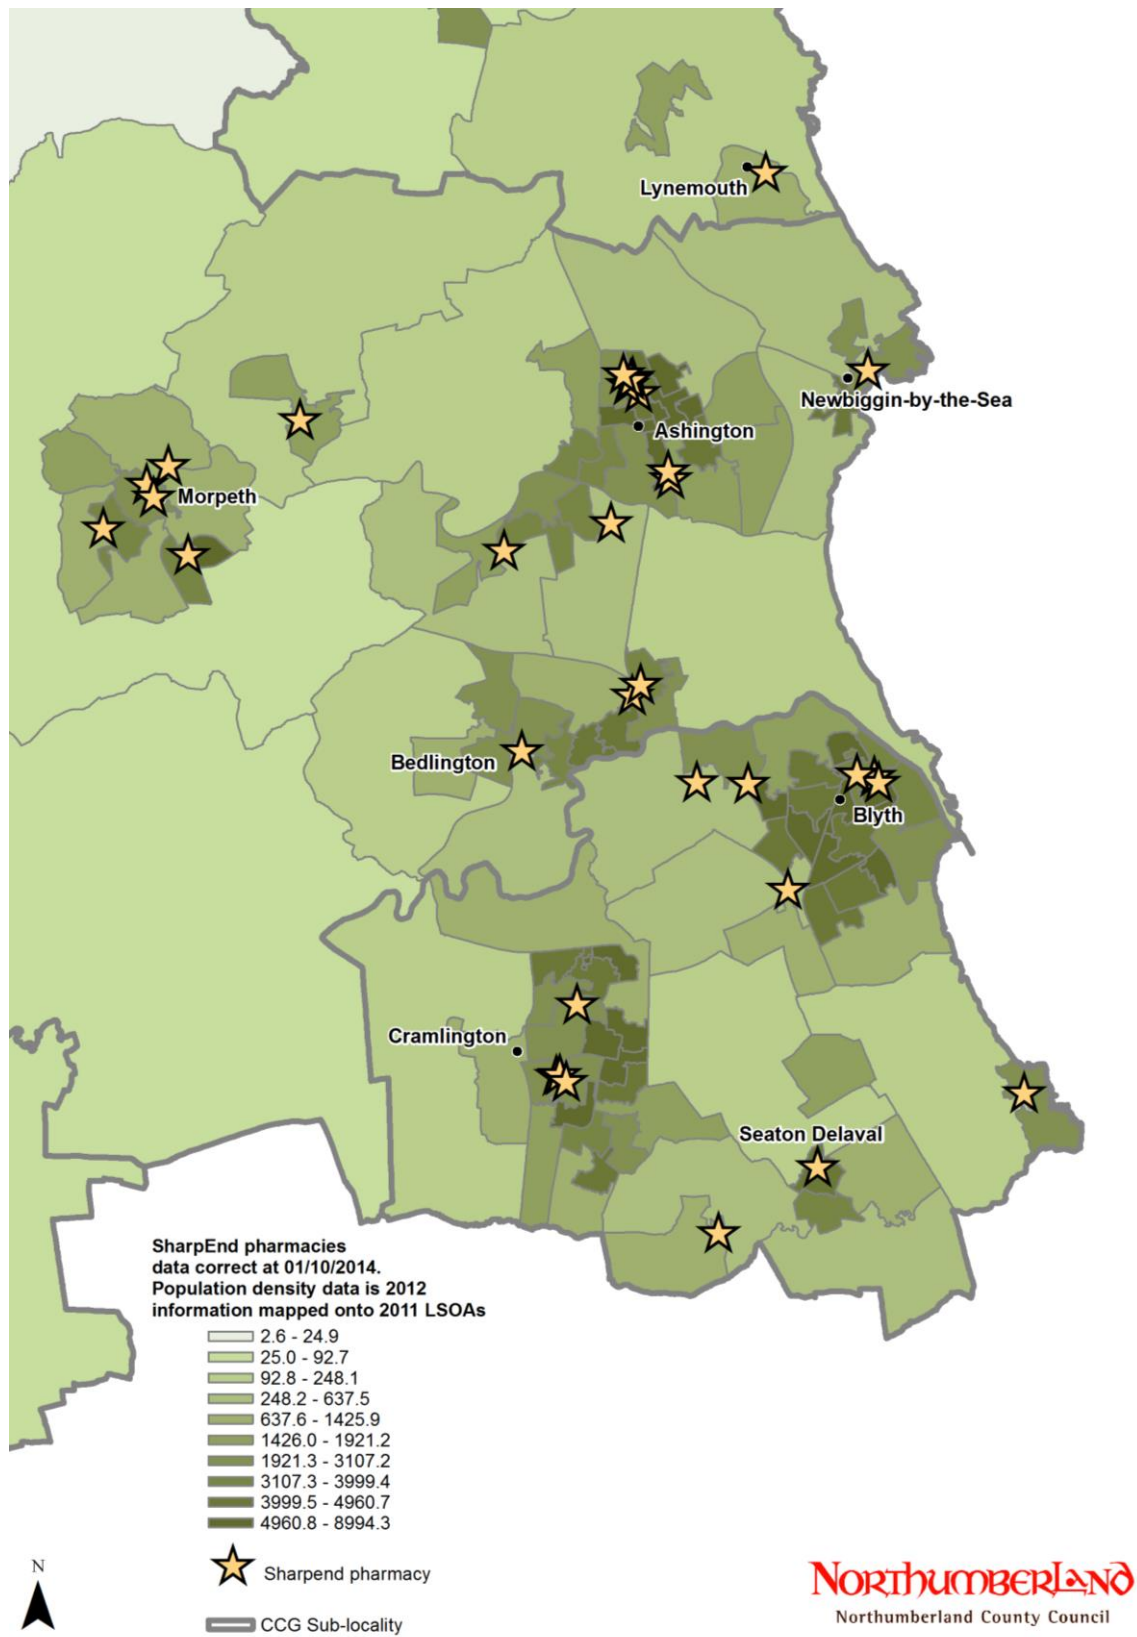 Lynemouth
Newbiggin-by-the-Sea
Ashington
Morpeth
Bedlington
Blyth
Cramlington
Seaton Delaval
SharpEnd pharmacies
data correct at 01/10/2014.
Population density data is 2012
information mapped onto 2011 LSOAs
2.6 - 24.9
25.0 - 92.7
92.8 - 248.1
248.2 - 637.5
637.6 - 1425.9
1426.0 - 1921.2
1921.3 - 3107.2
3107.3 - 3999.4
3999.5 - 4960.7
4960.8 - 8994.3
N
Sharpend pharmacy
CCG Sub-locality
Northumberland
Northumberland County Council